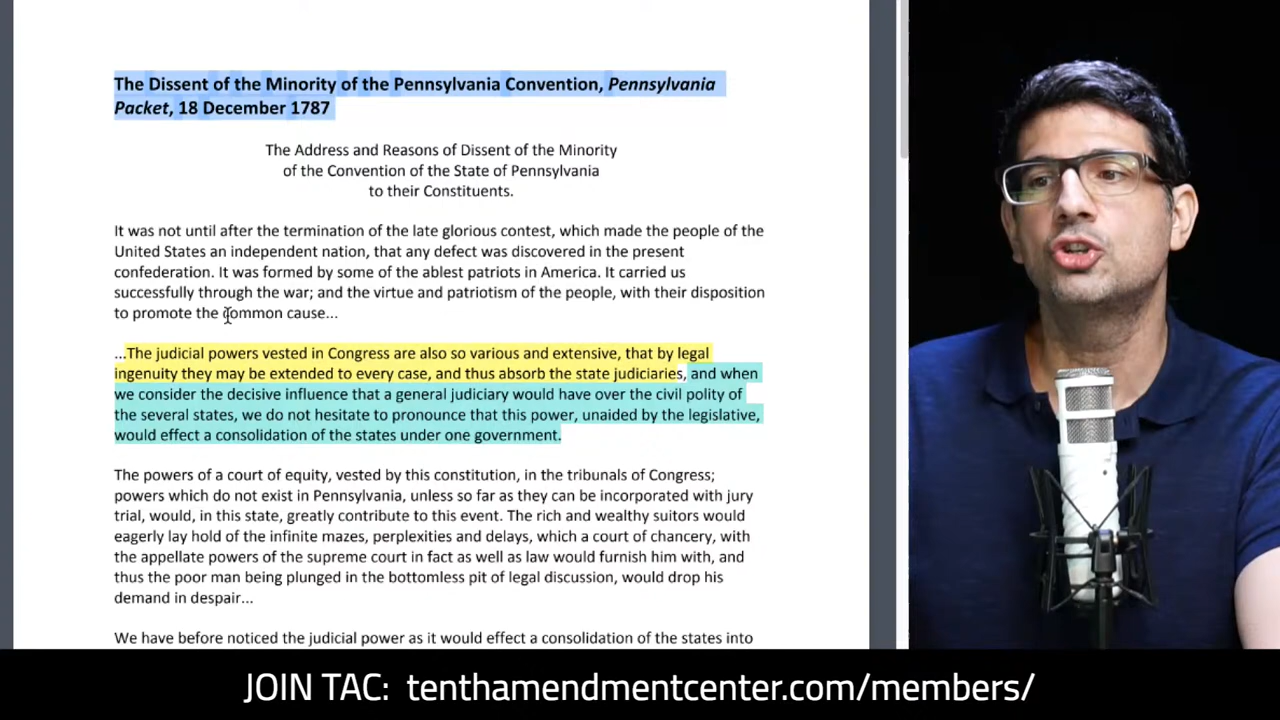 The Dissent of the Minority of the Pennsylvania Convention, Pennsylvania
Packet, 18 December 1787
The Address and Reasons of Dissent of the Minority
of the Convention of the State of Pennsylvania
to their Constituents.
It was not until after the termination of the late glorious contest, which made the people of the
United States an independent nation, that any defect was discovered in the present
confederation. It was formed by some of the ablest patriots in America. It carried us
successfully through the war; and the virtue and patriotism of the people, with their disposition
to promote the common cause...
...The judicial powers vested in Congress are also so various and extensive, that by legal
ingenuity they may be extended to every case, and thus absorb the state judiciaries, and when
we consider the decisive influence that a general judiciary would have over the civil polity of
the several states, we do not hesitate to pronounce that this power, unaided by the legislative,
would effect a consolidation of the states under one government.
The powers of a court of equity, vested by this constitution, in the tribunals of Congress;
powers which do not exist in Pennsylvania, unless so far as they can be incorporated with jury
trial, would, in this state, greatly contribute to this event. The rich and wealthy suitors would
eagerly lay hold of the infinite mazes, perplexities and delays, which a court of chancery, with
the appellate powers of the supreme court in fact as well as law would furnish him with, and
thus the poor man being plunged in the bottomless pit of legal discussion, would drop his
demand in despair...
We have before noticed the judicial power as it would effect a consolidation of the states into
JOIN TAC: tenthamendmentcenter.com/members/